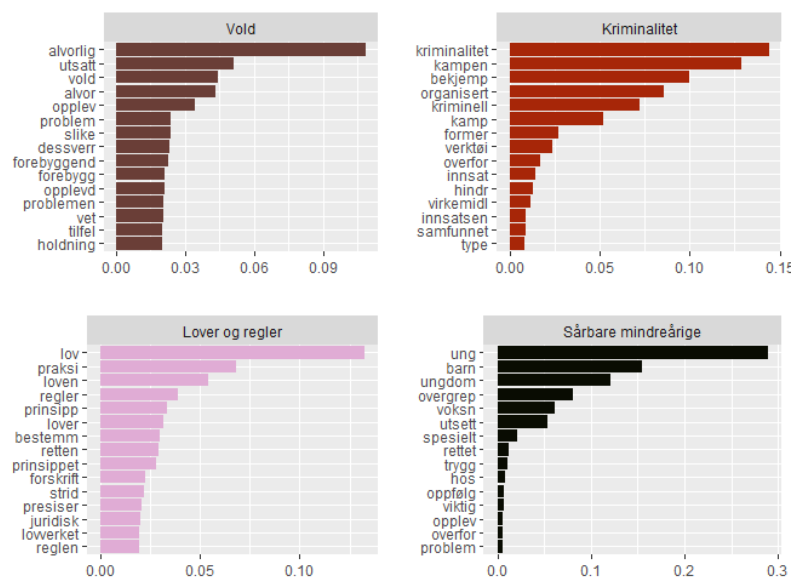 Vold
alvorlig
utsatt
vold
alvor
opplev
problem
slike
dessverr
forebyggend
forebygg
opplevd
problemen
vet
tilfel
holdning
0.00 0.03 0.06 0.09
Kriminalitet
kriminalitet
kampen
bekjemp
organisert
kriminell
kamp
former
verktøi
overfor
innsat
hindr
virkemidl
innsatsen
samfunnet
type
0.00 0.05 0.10 0.15
Lover og regler
lov
praksi
loven
regler
prinsipp
lover
bestemm
retten
prinsippet
forskrift
strid
presiser
juridisk
lowerket
reglen
0.00 0.05 0.10
Sårbare mindreårige
ung
barn
ungdom
overgrep
voksn
utsett
spesielt
rettet
trygg
hos
oppfølg
viktig
opplev
overfor
problem
0.0 0.1 0.2 0.3